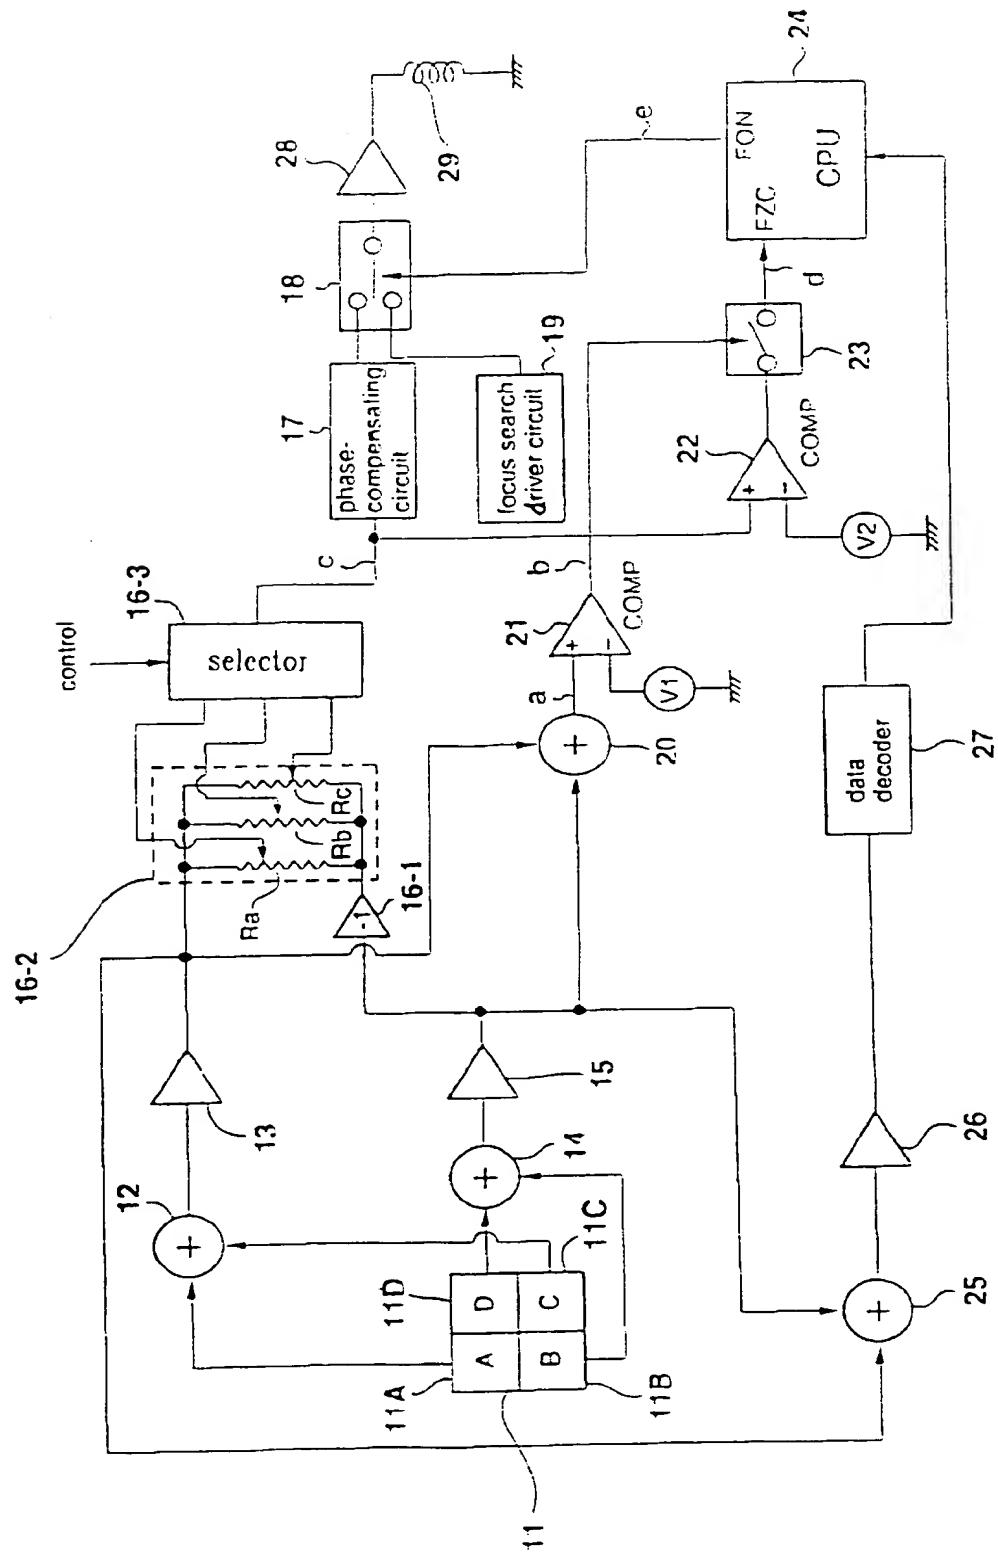 16-2
control
16-3
selector
12
13
Ra
Rb
Rc
-1
16-1
c
17
phase-
compensating
circuit
18
28
29
19
focus search
driver circuit
e
11A
11D
A
D
B
C
11B
11C
11
+
+
14
15
+
20
a
+
-
21
COMP
V1
b
22
+
-
COMP
V2
23
d
FZC
FON
CPU
24
+
25
26
data
decoder
27